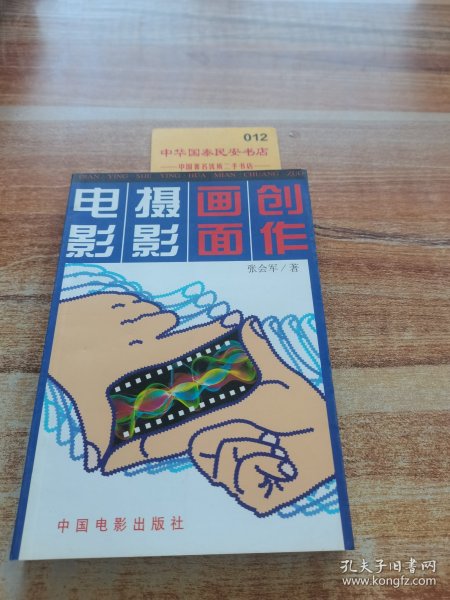 012
中华国泰民安书店
中国著名连锁二手书店
DIAN YING SHE YING HUA MIAN CHUANG ZUO
电影 摄影 画面 创作
张会军/著
中国电影出版社
孔夫子旧书网
www.kongfz.com